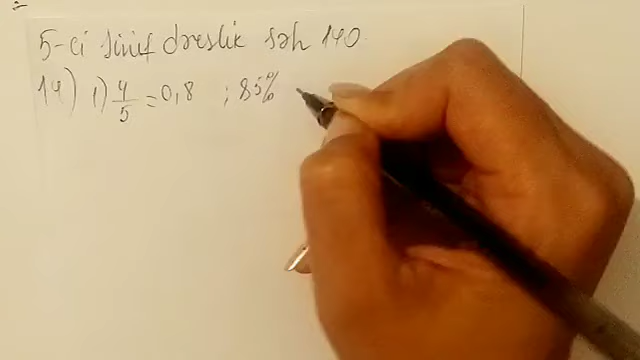 5-ci sinif dərslik səh 140
14) 1) 4/5 = 0,8 ; 85%